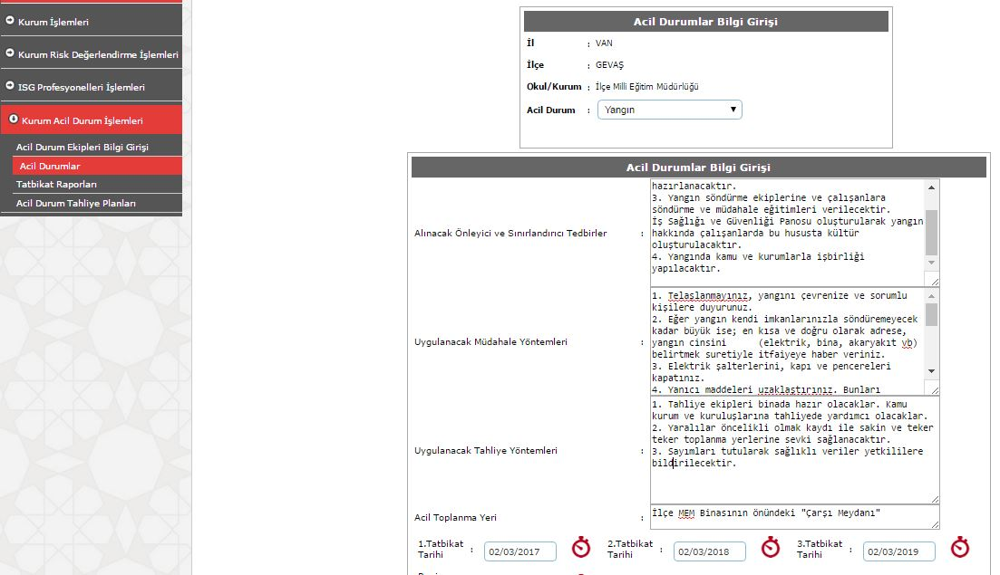 Kurum İşlemleri
Kurum Risk Değerlendirme İşlemleri
ISG Profesyonelleri İşlemleri
Kurum Acil Durum İşlemleri
Acil Durum Ekipleri Bilgi Girişi
Acil Durumlar
Tatbikat Raporları
Acil Durum Tahliye Planları
Acil Durumlar Bilgi Girişi
İl : VAN
İlçe : GEVAŞ
Okul/Kurum : İlçe Milli Eğitim Müdürlüğü
Acil Durum : Yangın
Acil Durumlar Bilgi Girişi
Alınacak Önleyici ve Sınırlandırıcı Tedbirler :
hazırlanacaktır.
3. Yangın söndürme ekiplerine ve çalışanlara
söndürme ve müdahale eğitimleri verilecektir.
İş Sağlığı ve Güvenliği Panosu oluşturularak yangın
hakkında çalışanlarda bu hususta kültür
oluşturulacaktır.
4. Yangında kamu ve kurumlarla işbirliği
yapılacaktır.
Uygulanacak Müdahale Yöntemleri :
1. Telaşlanmayınız, yangını çevrenize ve sorumlu
kişilere duyurunuz.
2. Eğer yangın kendi imkanlarınızla söndüremeyecek
kadar büyük ise; en kısa ve doğru olarak adrese,
yangın cinsini (elektrik, bina, akaryakıt vb)
belirtmek suretiyle itfaiyeye haber veriniz.
3. Elektrik şalterlerini, kapı ve pencereleri
kapatınız.
4. Yanıcı maddeleri uzaklaştırınız. Bunları
Uygulanacak Tahliye Yöntemleri :
1. Tahliye ekipleri binada hazır olacaklar. Kamu
kurum ve kuruluşlarına tahliyede yardımcı olacaklar.
2. Yaralılar öncelikli olmak kaydı ile sakin ve teker
teker toplanma yerlerine sevki sağlanacaktır.
3. Sayımları tutularak sağlıklı veriler yetkililere
bildirilecektir.
Acil Toplanma Yeri :
İlçe MEM Binasının önündeki "Çarşı Meydanı"
1.Tatbikat
Tarihi : 02/03/2017
2.Tatbikat
Tarihi : 02/03/2018
3.Tatbikat
Tarihi : 02/03/2019